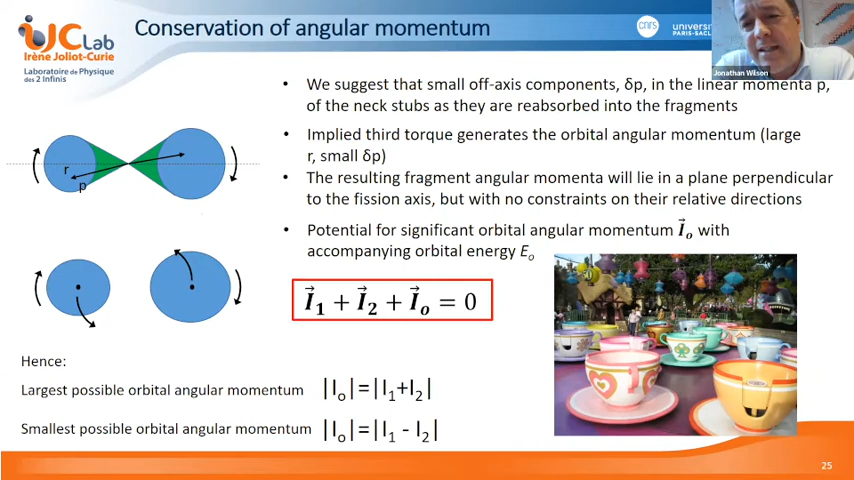 Conservation of angular momentum
iJC Lab
Irène Joliot-Curie
Laboratoire de Physique
des 2 Infinis
cnrs
université
PARIS-SACLAY
Jonathan Wilson
• We suggest that small off-axis components, δp, in the linear momenta p,
of the neck stubs as they are reabsorbed into the fragments
• Implied third torque generates the orbital angular momentum (large
r, small δp)
• The resulting fragment angular momenta will lie in a plane perpendicular
to the fission axis, but with no constraints on their relative directions
• Potential for significant orbital angular momentum I⃗ₒ with
accompanying orbital energy Eₒ
r
p
I⃗₁ + I⃗₂ + I⃗ₒ = 0
Hence:
Largest possible orbital angular momentum |Iₒ|=|I₁+I₂|
Smallest possible orbital angular momentum |Iₒ|=|I₁ - I₂|
25